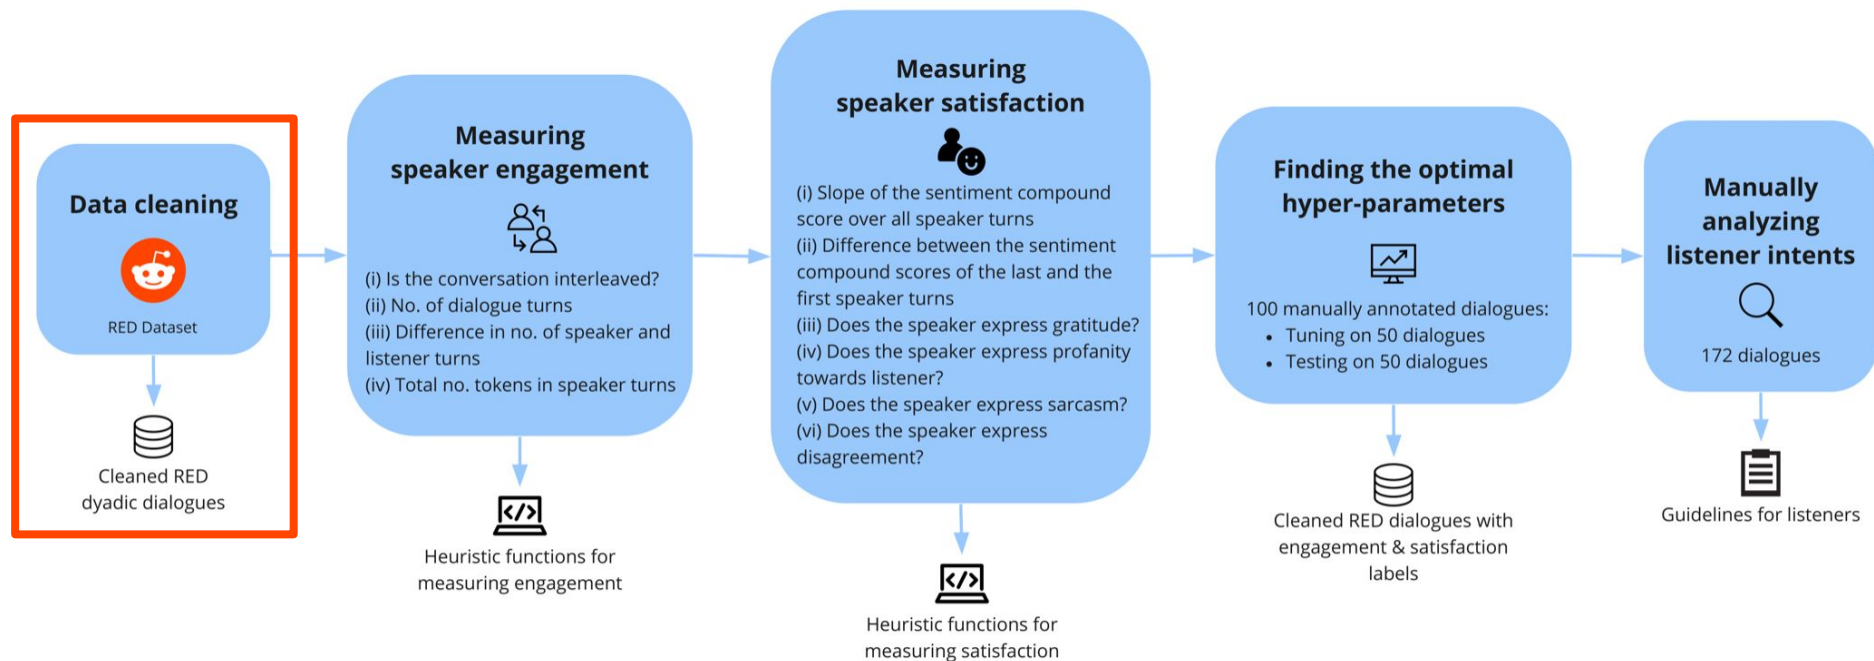 Data cleaning
RED Dataset
Cleaned RED
dyadic dialogues
Measuring
speaker engagement
(i) Is the conversation interleaved?
(ii) No. of dialogue turns
(iii) Difference in no. of speaker and
listener turns
(iv) Total no. tokens in speaker turns
</>
Heuristic functions for
measuring engagement
Measuring
speaker satisfaction
(i) Slope of the sentiment compound
score over all speaker turns
(ii) Difference between the sentiment
compound scores of the last and the
first speaker turns
(iii) Does the speaker express gratitude?
(iv) Does the speaker express profanity
towards listener?
(v) Does the speaker express sarcasm?
(vi) Does the speaker express
disagreement?
</>
Heuristic functions for
measuring satisfaction
Finding the optimal
hyper-parameters
100 manually annotated dialogues:
• Tuning on 50 dialogues
• Testing on 50 dialogues
Cleaned RED dialogues with
engagement & satisfaction
labels
Manually
analyzing
listener intents
172 dialogues
Guidelines for listeners